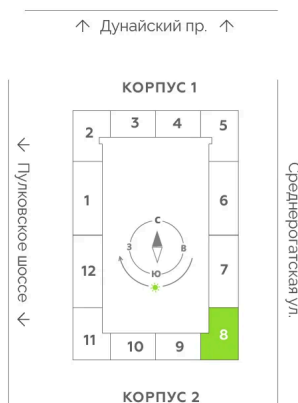 Дунайский пр.
КОРПУС 1
2 3 4 5
1 6
12 7
11 10 9 8
С
З В
Ю
Пулковское шоссе
Среднерогатская ул.
КОРПУС 2